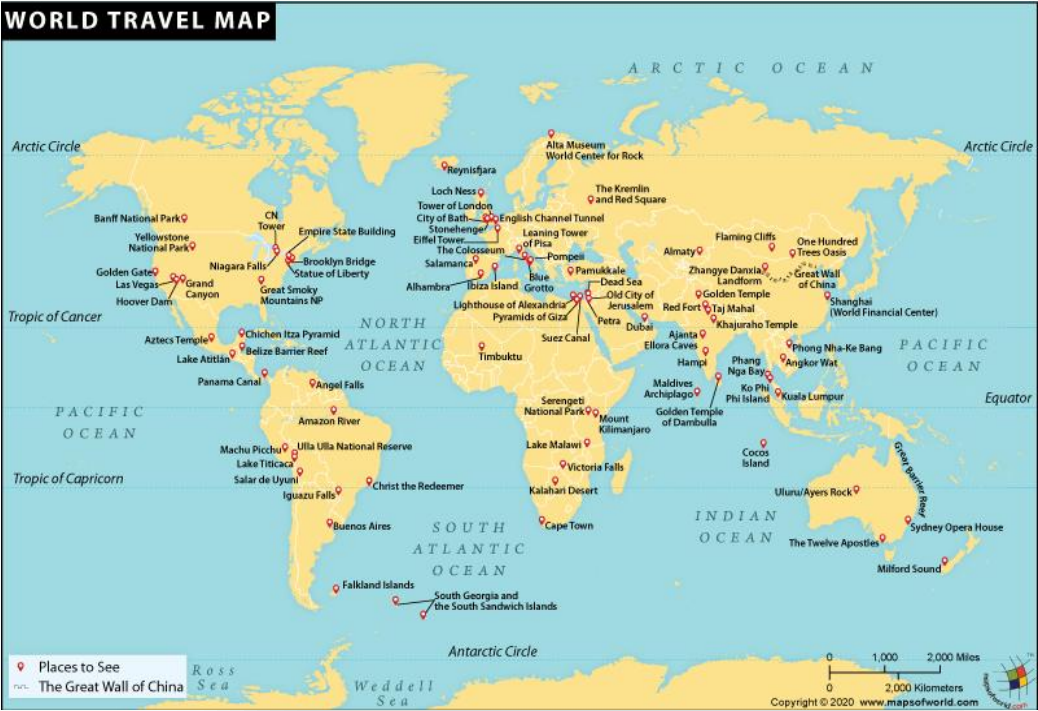 WORLD TRAVEL MAP
ARCTIC OCEAN
Arctic Circle
Arctic Circle
Alta Museum
World Center for Rock
Reynisfjara
Loch Ness
The Kremlin
and Red Square
Tower of London
City of Bath
English Channel Tunnel
Stonehenge
Eiffel Tower
Leaning Tower
of Pisa
The Colosseum
Pompeii
Salamanca
Blue
Grotto
Pamukkale
Alhambra
Ibiza Island
Dead Sea
Old City of
Jerusalem
Lighthouse of Alexandria
Pyramids of Giza
Petra
Suez Canal
Dubai
Banff National Park
CN
Tower
Empire State Building
Yellowstone
National Park
Niagara Falls
Brooklyn Bridge
Statue of Liberty
Golden Gate
Las Vegas
Grand
Canyon
Great Smoky
Mountains NP
Hoover Dam
Almaty
Flaming Cliffs
One Hundred
Trees Oasis
Zhangye Danxia
Landform
Great Wall
of China
Golden Temple
Shanghai
(World Financial Center)
Red Fort
Taj Mahal
Khajuraho Temple
Tropic of Cancer
NORTH
ATLANTIC
OCEAN
Aztecs Temple
Chichen Itza Pyramid
Belize Barrier Reef
Lake Atitlán
Timbuktu
Ajanta
Ellora Caves
Hampi
Phong Nha-Ke Bang
Angkor Wat
PACIFIC
OCEAN
Panama Canal
Angel Falls
Phang
Nga Bay
Ko Phi
Phi Island
Kuala Lumpur
Maldives
Archiplago
Golden Temple
of Dambulla
Equator
PACIFIC
OCEAN
Amazon River
Serengeti
National Park
Mount
Kilimanjaro
Machu Picchu
Ulla Ulla National Reserve
Lake Titicaca
Salar de Uyuni
Lake Malawi
Victoria Falls
Cocos
Island
Great Barrier Reef
Tropic of Capricorn
Iguazu Falls
Christ the Redeemer
Kalahari Desert
Uluru/Ayers Rock
Buenos Aires
SOUTH
ATLANTIC
OCEAN
Cape Town
INDIAN
OCEAN
Sydney Opera House
The Twelve Apostles
Milford Sound
Falkland Islands
South Georgia and
the South Sandwich Islands
Antarctic Circle
Places to See
The Great Wall of China
Ross
Sea
Weddell
Sea
0 1,000 2,000 Miles
0 2,000 Kilometers
Copyright © 2020 www.mapsofworld.com
mapsofworld.com